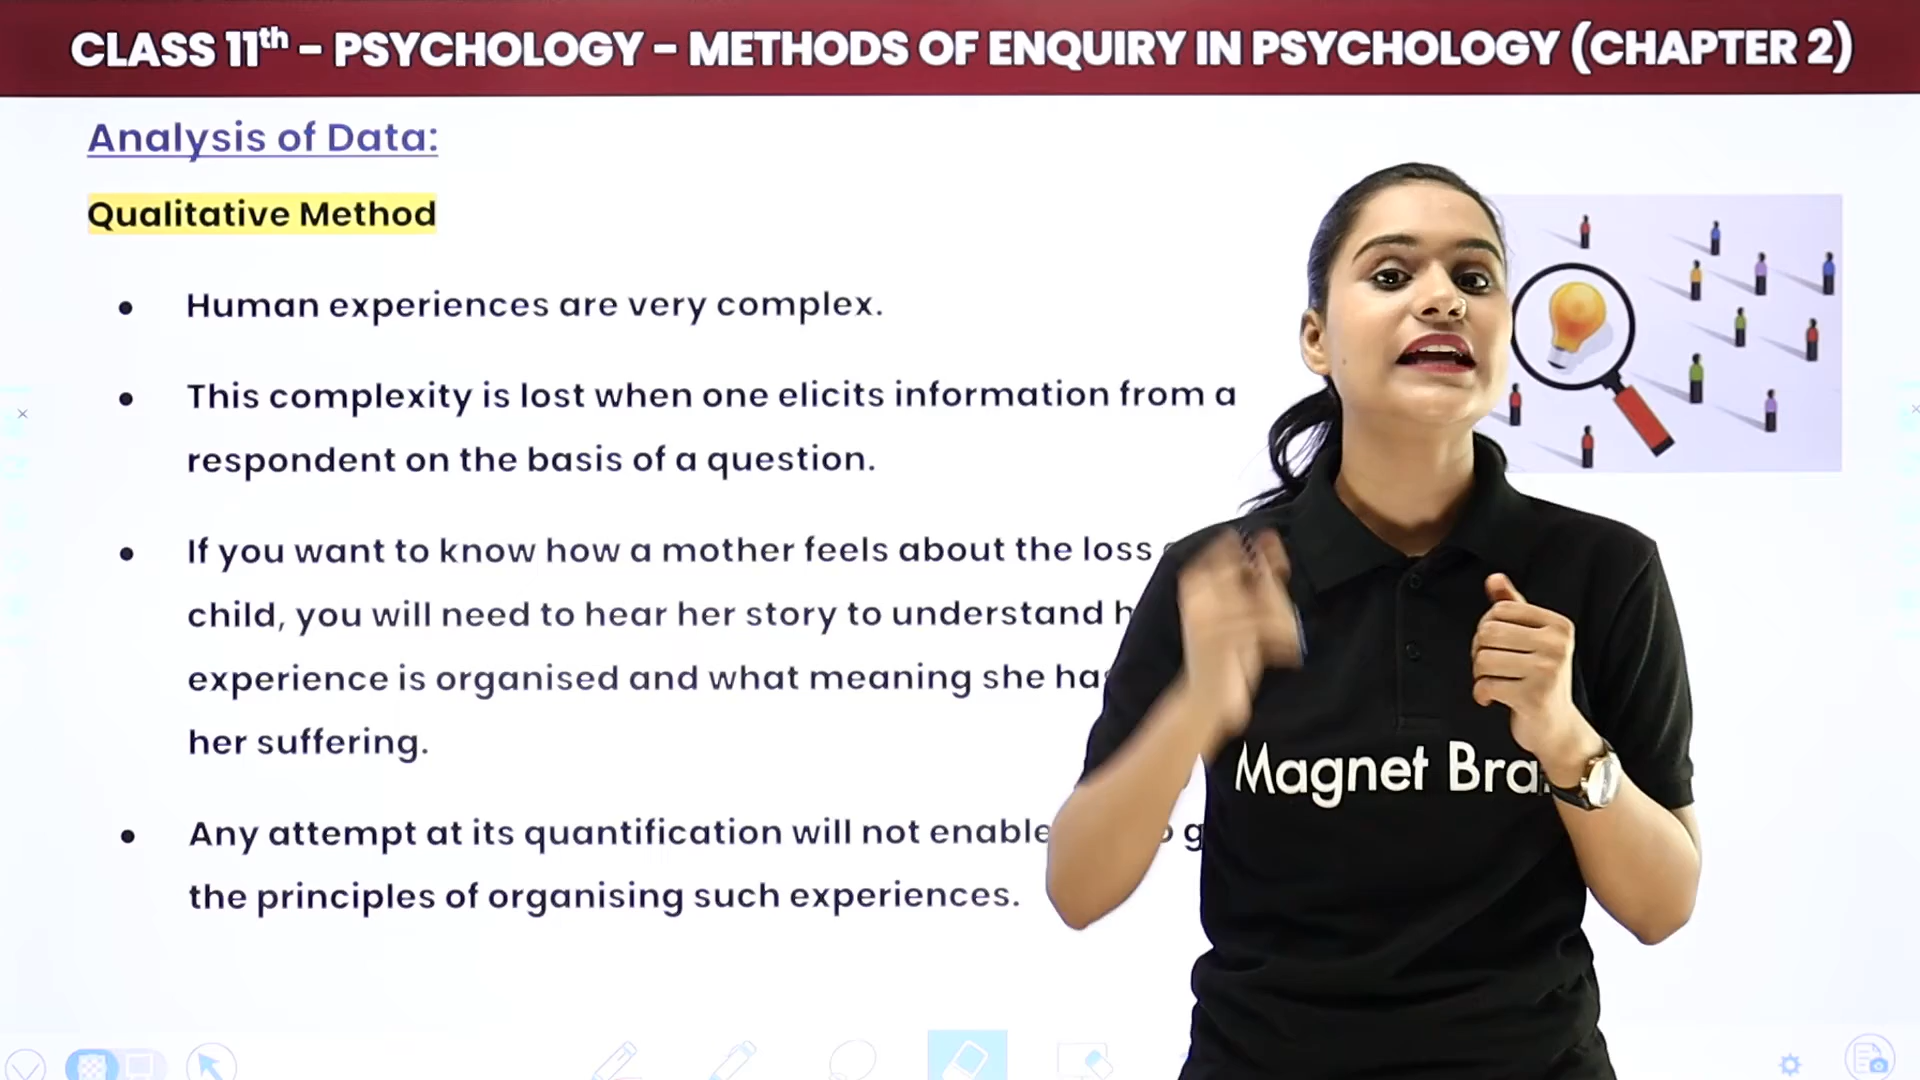 CLASS 11th - PSYCHOLOGY - METHODS OF ENQUIRY IN PSYCHOLOGY (CHAPTER 2)
Analysis of Data:
Qualitative Method
• Human experiences are very complex.
• This complexity is lost when one elicits information from a
respondent on the basis of a question.
• If you want to know how a mother feels about the loss
child, you will need to hear her story to understand
experience is organised and what meaning she
her suffering.
• Any attempt at its quantification will not
the principles of organising such experiences.
Magnet